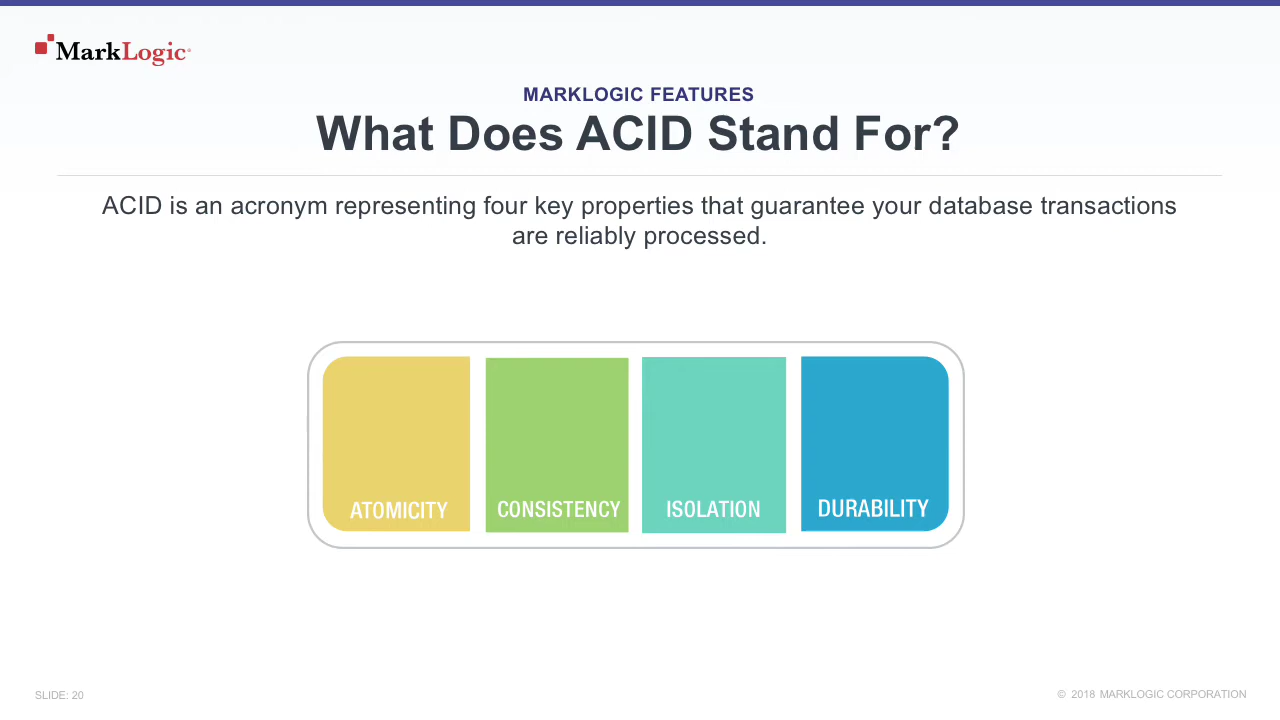 MarkLogic®
MARKLOGIC FEATURES
What Does ACID Stand For?
ACID is an acronym representing four key properties that guarantee your database transactions
are reliably processed.
ATOMICITY
CONSISTENCY
ISOLATION
DURABILITY
SLIDE: 20
© 2018 MARKLOGIC CORPORATION